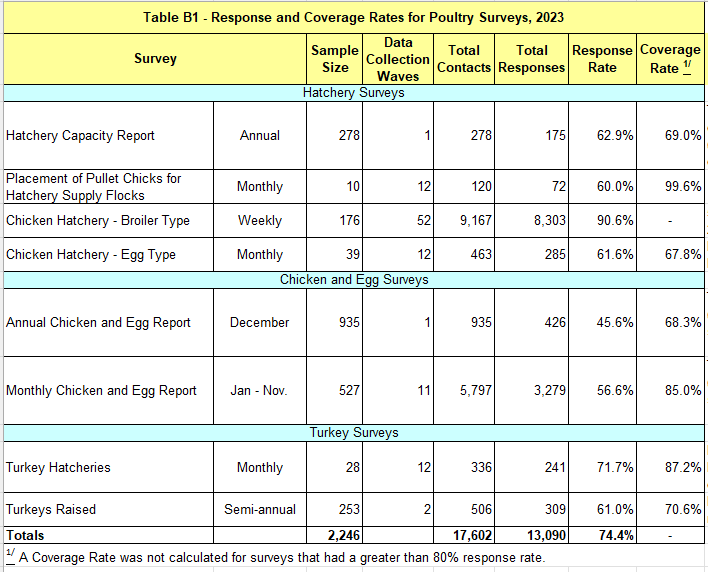 Table B1 - Response and Coverage Rates for Poultry Surveys, 2023
Survey Sample Size Data Collection Waves Total Contacts Total Responses Response Rate Coverage Rate 1/
Hatchery Surveys
Hatchery Capacity Report Annual 278 1 278 175 62.9% 69.0%
Placement of Pullet Chicks for
Hatchery Supply Flocks Monthly 10 12 120 72 60.0% 99.6%
Chicken Hatchery - Broiler Type Weekly 176 52 9,167 8,303 90.6% -
Chicken Hatchery - Egg Type Monthly 39 12 463 285 61.6% 67.8%
Chicken and Egg Surveys
Annual Chicken and Egg Report December 935 1 935 426 45.6% 68.3%
Monthly Chicken and Egg Report Jan - Nov. 527 11 5,797 3,279 56.6% 85.0%
Turkey Surveys
Turkey Hatcheries Monthly 28 12 336 241 71.7% 87.2%
Turkeys Raised Semi-annual 253 2 506 309 61.0% 70.6%
Totals 2,246 17,602 13,090 74.4% -
1/ A Coverage Rate was not calculated for surveys that had a greater than 80% response rate.